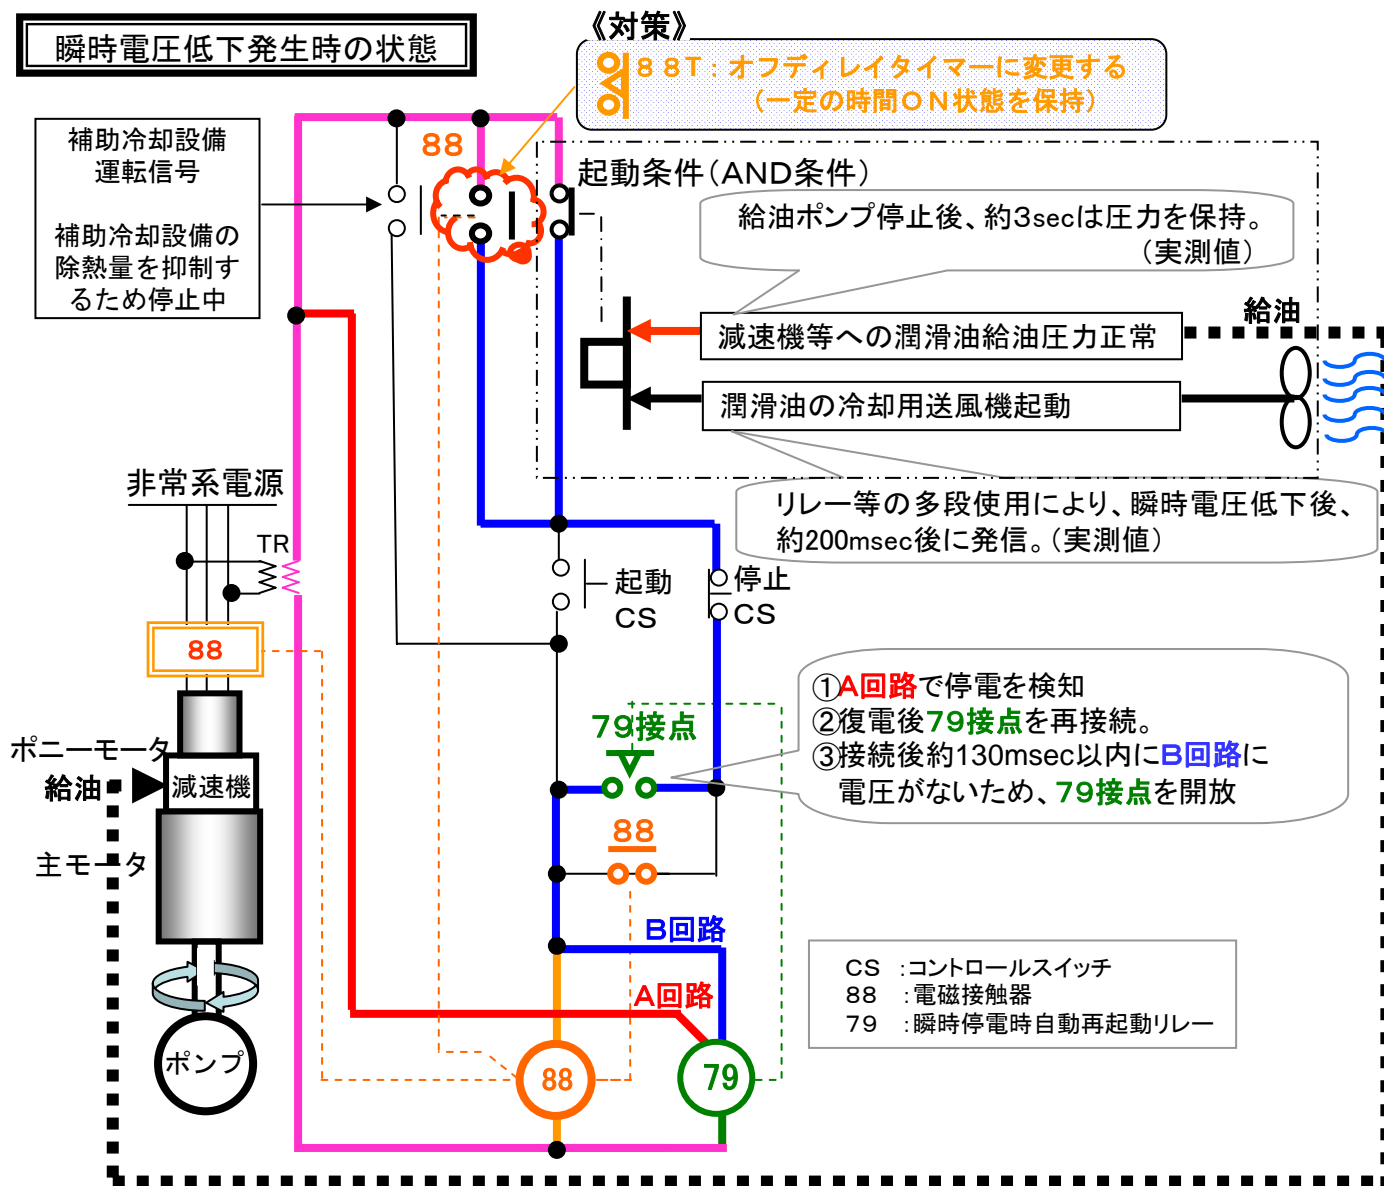 瞬時電圧低下発生時の状態
《対策》
８８Ｔ：オフディレイタイマーに変更する
（一定の時間ＯＮ状態を保持）
補助冷却設備
運転信号
補助冷却設備の
除熱量を抑制す
るため停止中
88
起動条件（AND条件）
給油ポンプ停止後、約3secは圧力を保持。
（実測値）
給油
減速機等への潤滑油給油圧力正常
潤滑油の冷却用送風機起動
リレー等の多段使用により、瞬時電圧低下後、
約200msec後に発信。（実測値）
非常系電源
TR
起動
CS
停止
CS
88
①A回路で停電を検知
②復電後79接点を再接続。
③接続後約130msec以内にB回路に
電圧がないため、79接点を開放
79接点
ポニーモータ
給油
減速機
88
主モータ
B回路
A回路
CS ：コントロールスイッチ
88 ：電磁接触器
79 ：瞬時停電時自動再起動リレー
ポンプ
88
79